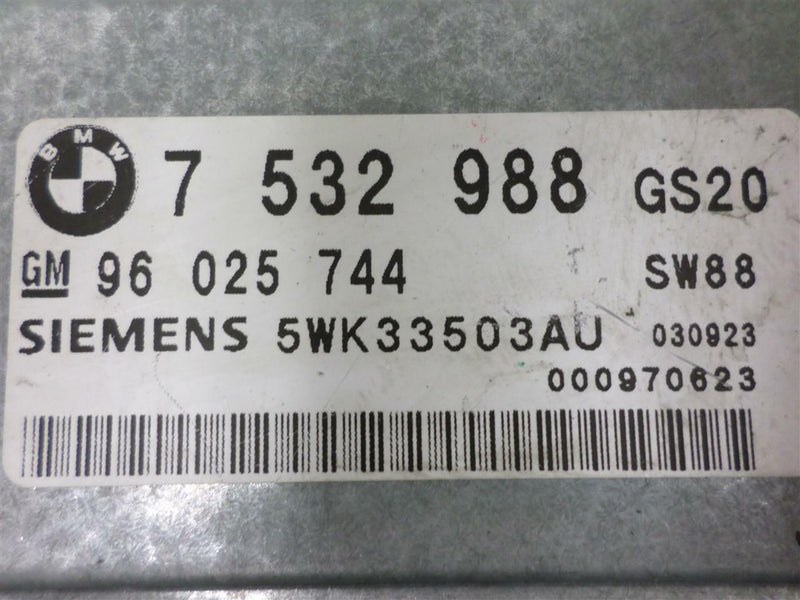 BMW 7 532 988 GS20
GM 96 025 744 SW88
SIEMENS 5WK33503AU 030923
000970623